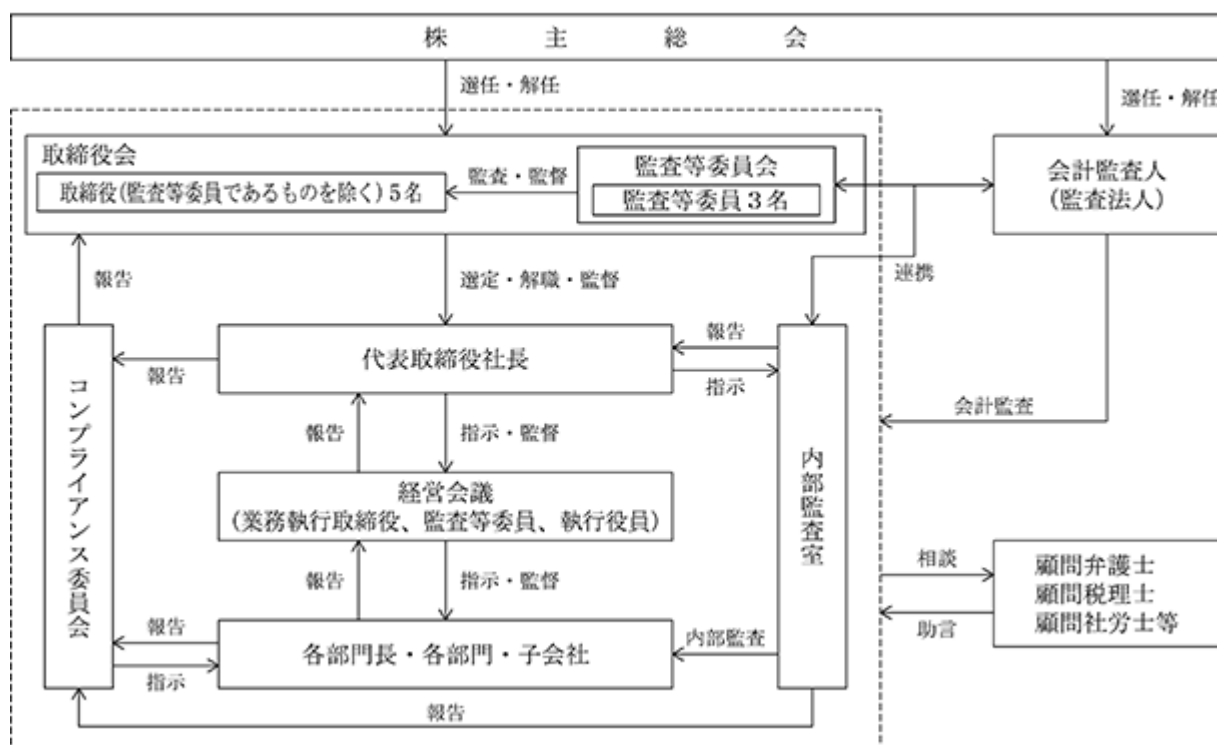 株主総会
選任・解任
選任・解任
取締役会
取締役(監査等委員であるものを除く)5名
監査・監督
監査等委員会
監査等委員3名
会計監査人
(監査法人)
連携
報告
選定・解職・監督
代表取締役社長
報告
報告
指示
コンプライアンス委員会
内部監査室
会計監査
報告
指示・監督
経営会議
(業務執行取締役、監査等委員、執行役員)
報告
指示・監督
相談
助言
顧問弁護士
顧問税理士
顧問社労士等
報告
指示
各部門長・各部門・子会社
内部監査
報告